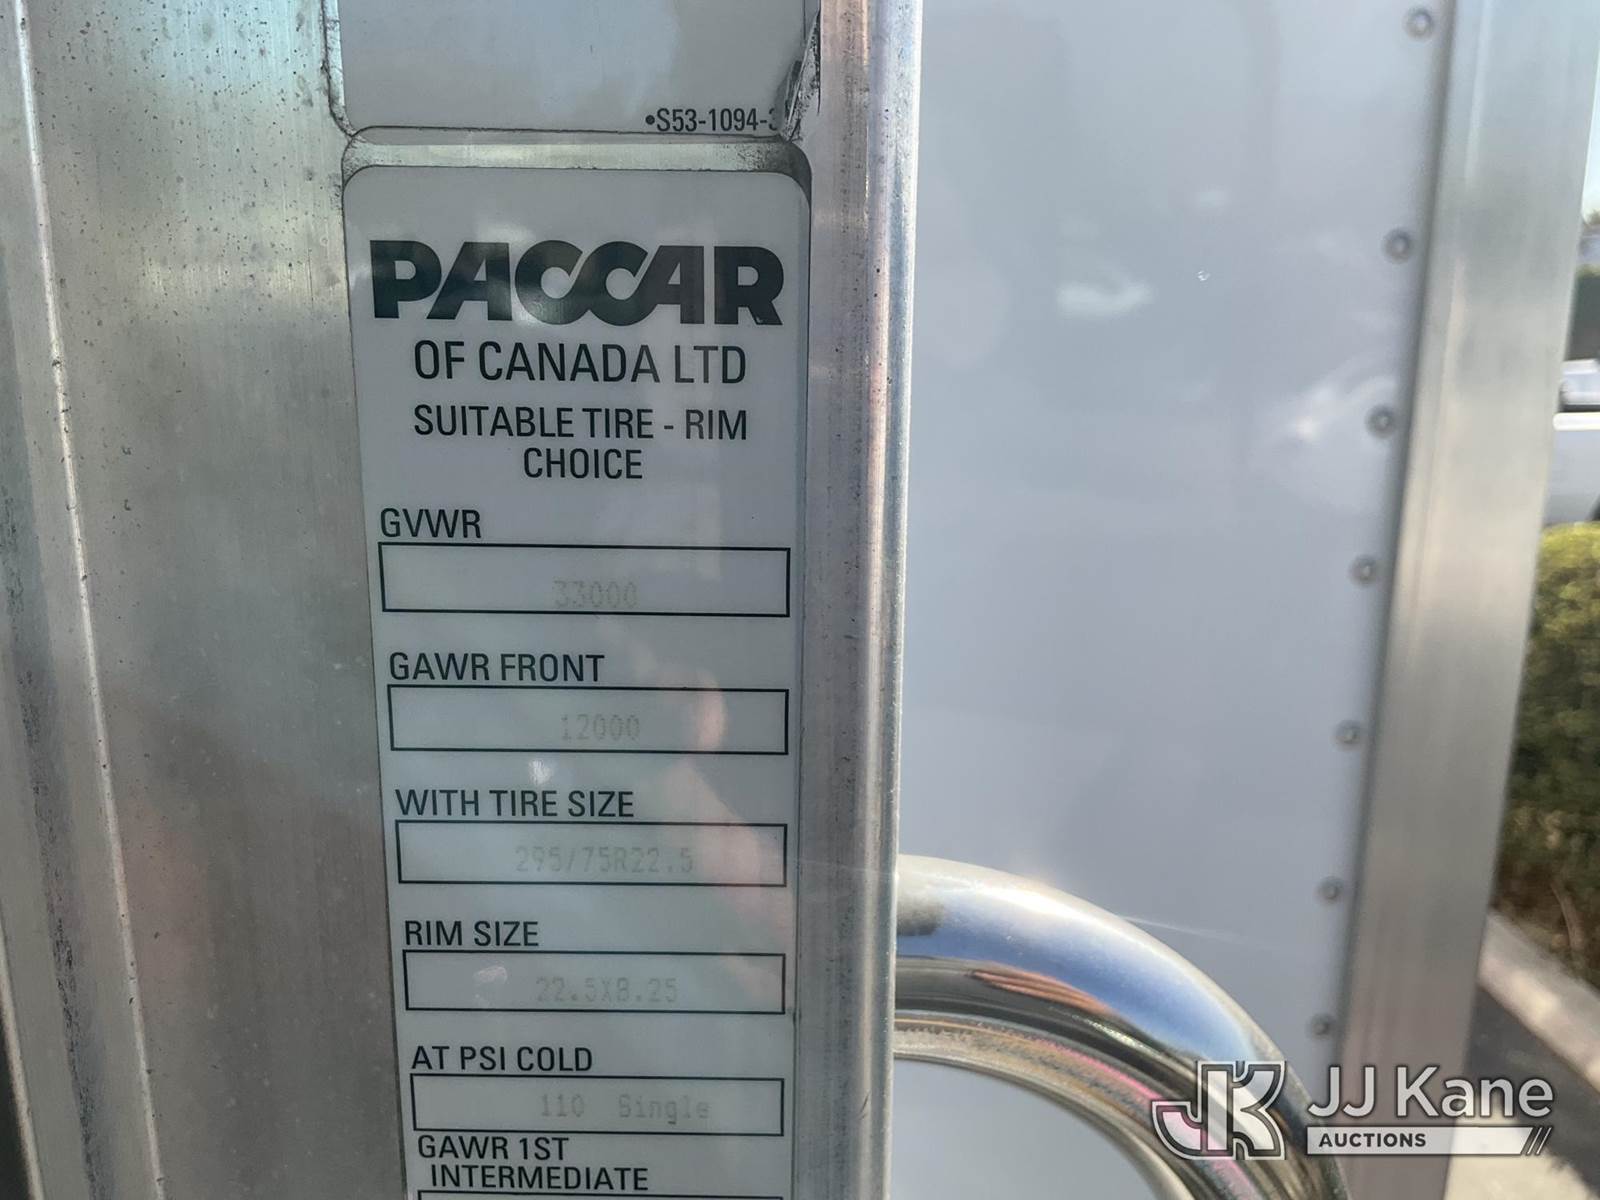 •S53-1094-
PACCAR
OF CANADA LTD
SUITABLE TIRE - RIM
CHOICE
GVWR
33000
GAWR FRONT
12000
WITH TIRE SIZE
295/75R22.5
RIM SIZE
22.5X8.25
AT PSI COLD
110 Single
GAWR 1ST
INTERMEDIATE
JK JJ Kane
AUCTIONS